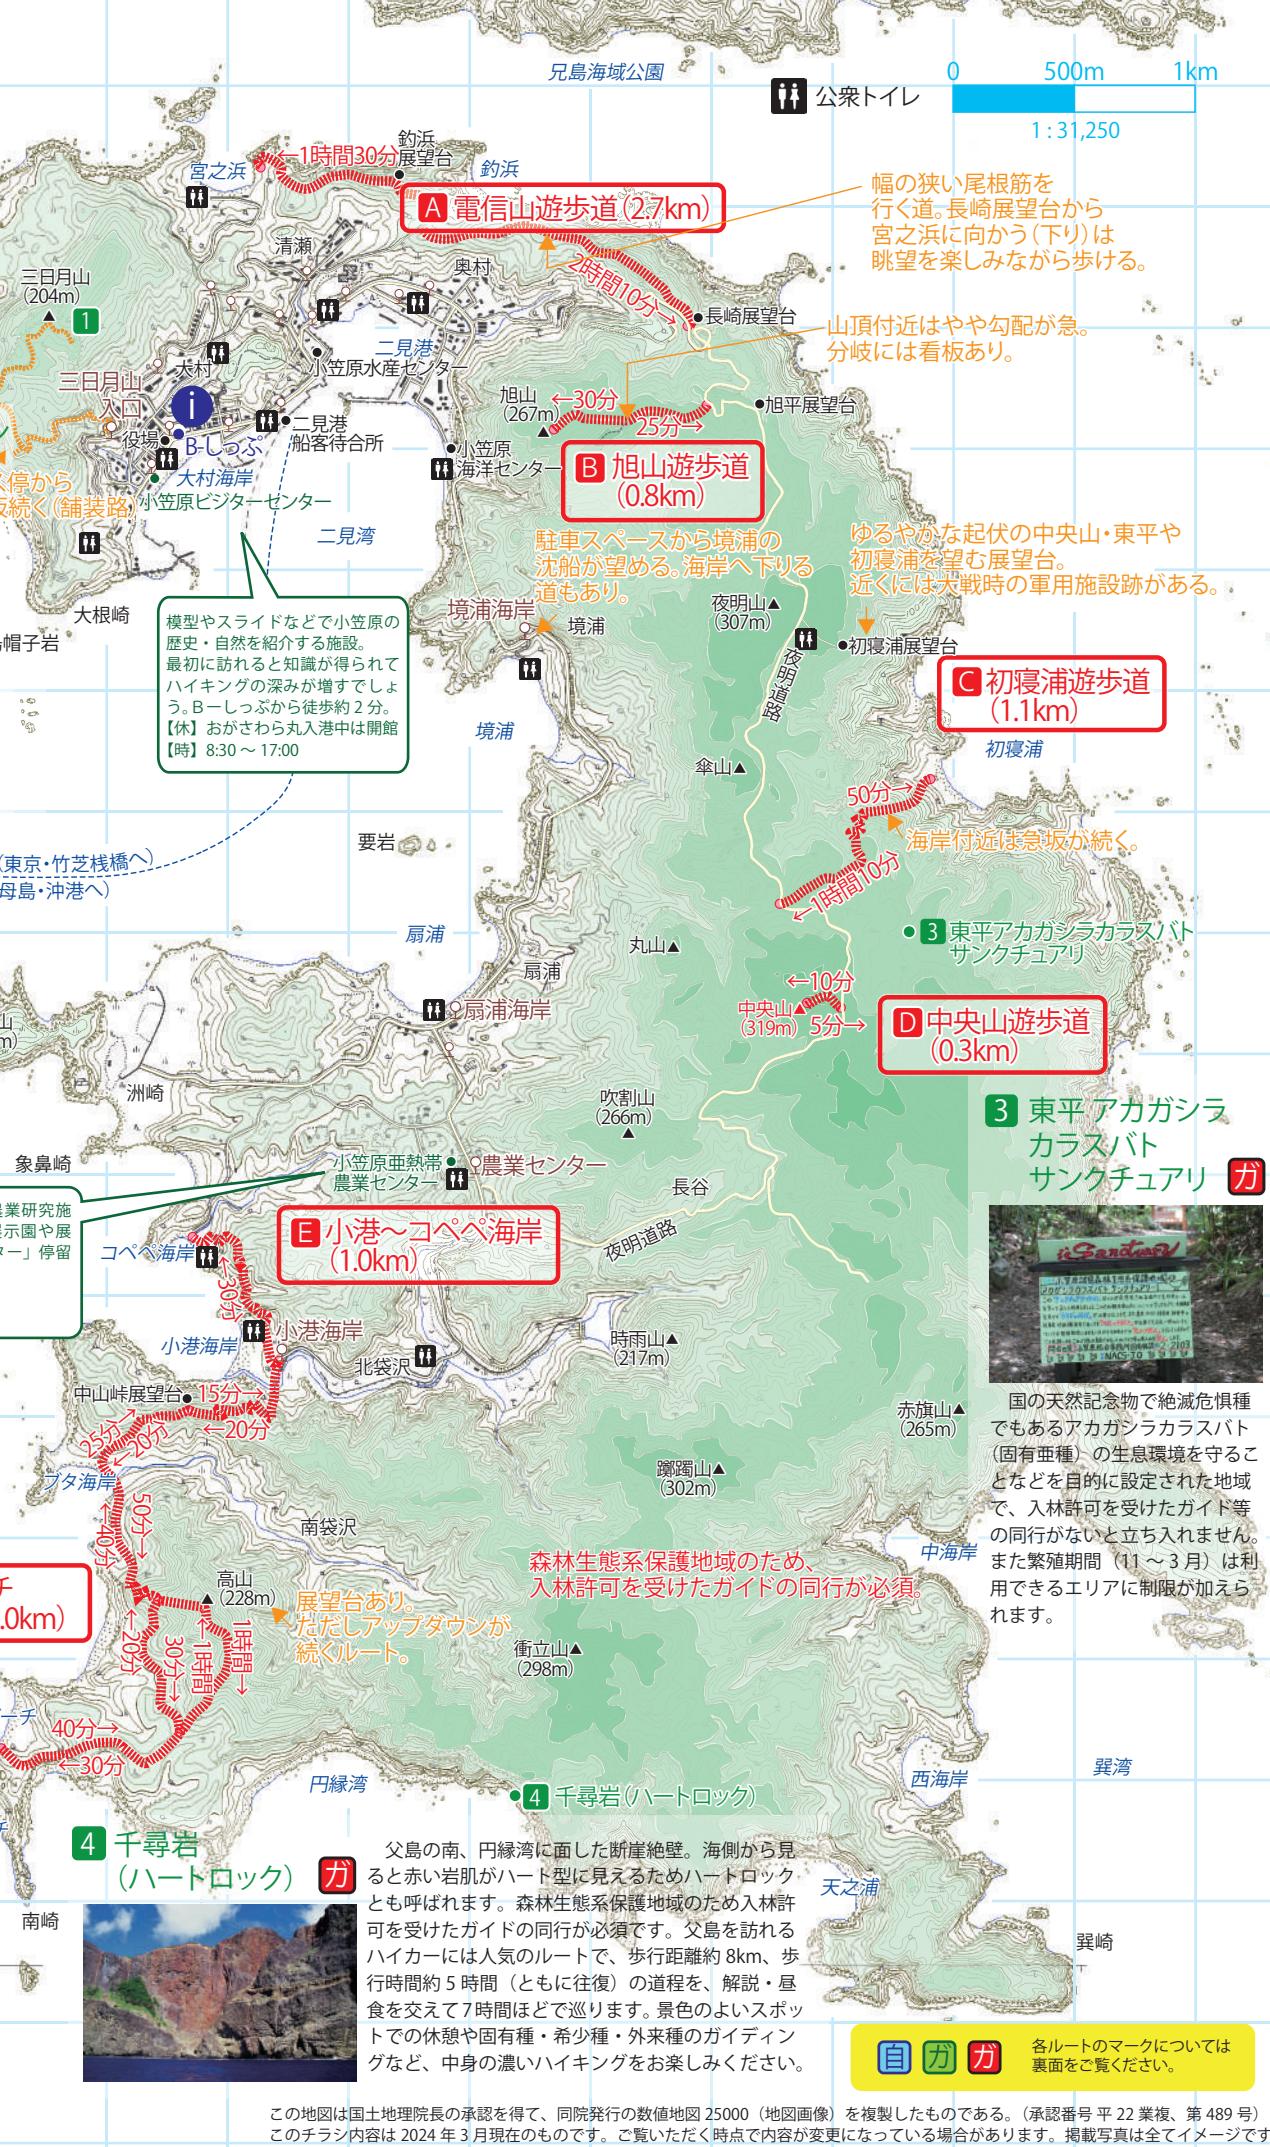 兄島海域公園
0 500m 1km
公衆トイレ
1 : 31,250
釣浜
展望台
←1時間30分
宮之浜
釣浜
幅の狭い尾根筋を
行く道。長崎展望台から
宮之浜に向かう(下り)は
眺望を楽しみながら歩ける。
A 電信山遊歩道(2.7km)
清瀬
奥村
2時間10分→
三日月山
(204m)
1
長崎展望台
山頂付近はやや勾配が急。
分岐には看板あり。
二見港
大村
小笠原水産センター
三日月山
入口
i
旭山
(267m)
←30分
25分→
旭平展望台
役場
B-しっぷ
二見港
船客待合所
小笠原
海洋センター
B 旭山遊歩道
(0.8km)
大村海岸
停から
続く(舗装路)
小笠原ビジターセンター
二見湾
駐車スペースから境浦の
沈船が望める。海岸へ下りる
道もあり。
ゆるやかな起伏の中央山・東平や
初寝浦を望む展望台。
近くには大戦時の軍用施設跡がある。
大根崎
帽子岩
模型やスライドなどで小笠原の
歴史・自然を紹介する施設。
最初に訪れると知識が得られて
ハイキングの深みが増すでしょ
う。Bーしっぷから徒歩約2分。
【休】おがさわら丸入港中は開館
【時】8:30 ～ 17:00
境浦海岸
境浦
夜明山
(307m)
初寝浦展望台
夜明道路
C 初寝浦遊歩道
(1.1km)
境浦
初寝浦
傘山
50分→
要岩
海岸付近は急坂が続く。
(東京・竹芝桟橋へ)
母島・沖港へ)
←1時間10分
扇浦
丸山
3 東平アカガシラカラスバト
サンクチュアリ
扇浦
扇浦海岸
←10分
中央山
(319m)
5分→
D 中央山遊歩道
(0.3km)
山
m)
洲崎
吹割山
(266m)
3 東平 アカガシラ
カラスバト
サンクチュアリ ガ
象鼻崎
小笠原亜熱帯
農業センター
農業センター
長谷
農業研究施
展示園や展
ター」停留
E 小港～コペペ海岸
(1.0km)
コペペ海岸
夜明道路
Sanctuary
←30分
小港海岸
小港海岸
北袋沢
時雨山
(217m)
中山峠展望台
15分→
←20分
25分→
←20分
赤旗山
(265m)
国の天然記念物で絶滅危惧種
でもあるアカガシラカラスバト
（固有亜種）の生息環境を守るこ
となどを目的に設定された地域
で、入林許可を受けたガイド等
の同行がないと立ち入れません。
また繁殖期間（11 ～ 3 月）は利
用できるエリアに制限が加えら
れます。
ブタ海岸
躑躅山
(302m)
50分→
←40分
南袋沢
中海岸
森林生態系保護地域のため、
入林許可を受けたガイドの同行が必須。
チ
.0km)
高山
(228m)
展望台あり。
ただしアップダウンが
続くルート。
←20分
30分→
←1時間
1時間→
衝立山
(298m)
ーチ
40分→
←30分
円縁湾
西海岸
巽湾
4 千尋岩(ハートロック)
4 千尋岩
(ハートロック) ガ
父島の南、円縁湾に面した断崖絶壁。海側から見
ると赤い岩肌がハート型に見えるためハートロック
とも呼ばれます。森林生態系保護地域のため入林許
可を受けたガイドの同行が必須です。父島を訪れる
ハイカーには人気のルートで、歩行距離約 8km、歩
行時間約 5 時間（ともに往復）の道程を、解説・昼
食を交えて7時間ほどで巡ります。景色のよいスポッ
トでの休憩や固有種・希少種・外来種のガイディン
グなど、中身の濃いハイキングをお楽しみください。
天之浦
南崎
巽崎
自 ガ ガ
各ルートのマークについては
裏面をご覧ください。
この地図は国土地理院長の承認を得て、同院発行の数値地図 25000（地図画像）を複製したものである。（承認番号 平 22 業複、第 489 号）
このチラシ内容は 2024 年 3 月現在のものです。ご覧いただく時点で内容が変更になっている場合があります。掲載写真は全てイメージです